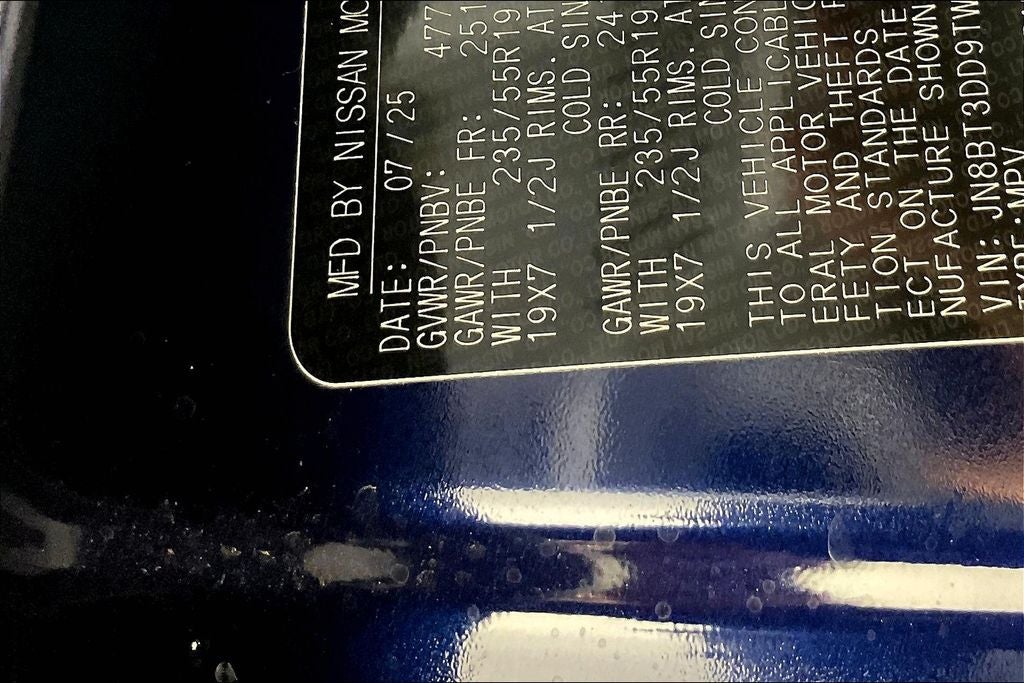 MFD BY NISSAN MO
DATE: 07/25
GVWR/PNBV: 477
GAWR/PNBE FR: 251
WITH 235/55R19
19X7 1/2J RIMS. AT
COLD SIN
GAWR/PNBE RR: 24
WITH 235/55R19
19X7 1/2J RIMS. AT
COLD SIN
THIS VEHICLE CON
TO ALL APPLICABL
ERAL MOTOR VEHIC
FETY AND THEFT P
TION STANDARDS
ECT ON THE DATE
NUFACTURE SHOWN
VIN: JN8BT3DD9TW
TYPE:MPV